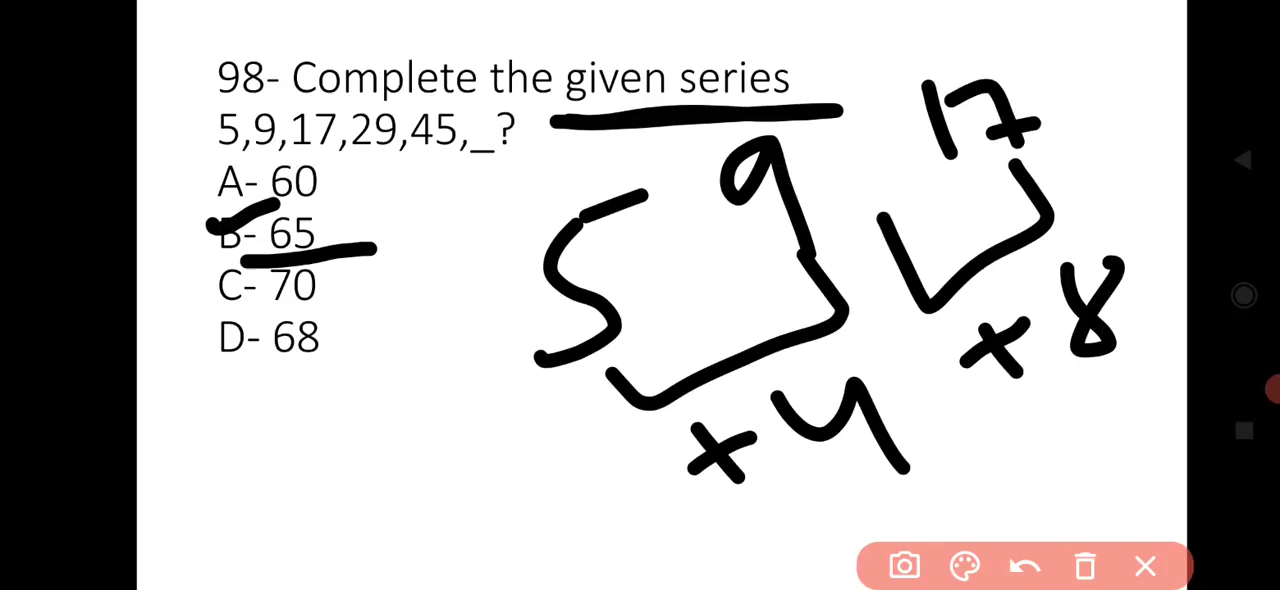 98- Complete the given series
5,9,17,29,45,_?
A- 60
B- 65
C- 70
D- 68
5 9 17
+4 +8